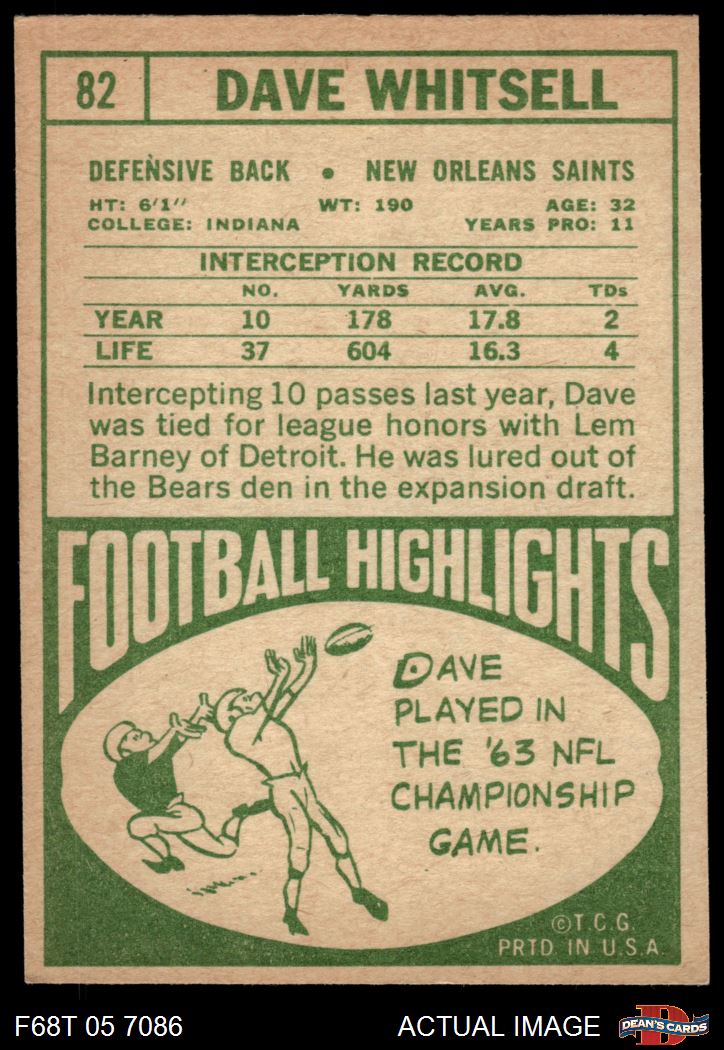 82 DAVE WHITSELL
DEFENSIVE BACK • NEW ORLEANS SAINTS
HT: 6'1" WT: 190 AGE: 32
COLLEGE: INDIANA YEARS PRO: 11
INTERCEPTION RECORD
NO. YARDS AVG. TDs
YEAR 10 178 17.8 2
LIFE 37 604 16.3 4
Intercepting 10 passes last year, Dave
was tied for league honors with Lem
Barney of Detroit. He was lured out of
the Bears den in the expansion draft.
FOOTBALL HIGHLIGHTS
DAVE
PLAYED IN
THE '63 NFL
CHAMPIONSHIP
GAME.
©T.C.G.
PRTD. IN U.S.A.
F68T 05 7086 ACTUAL IMAGE D DEAN'S CARDS